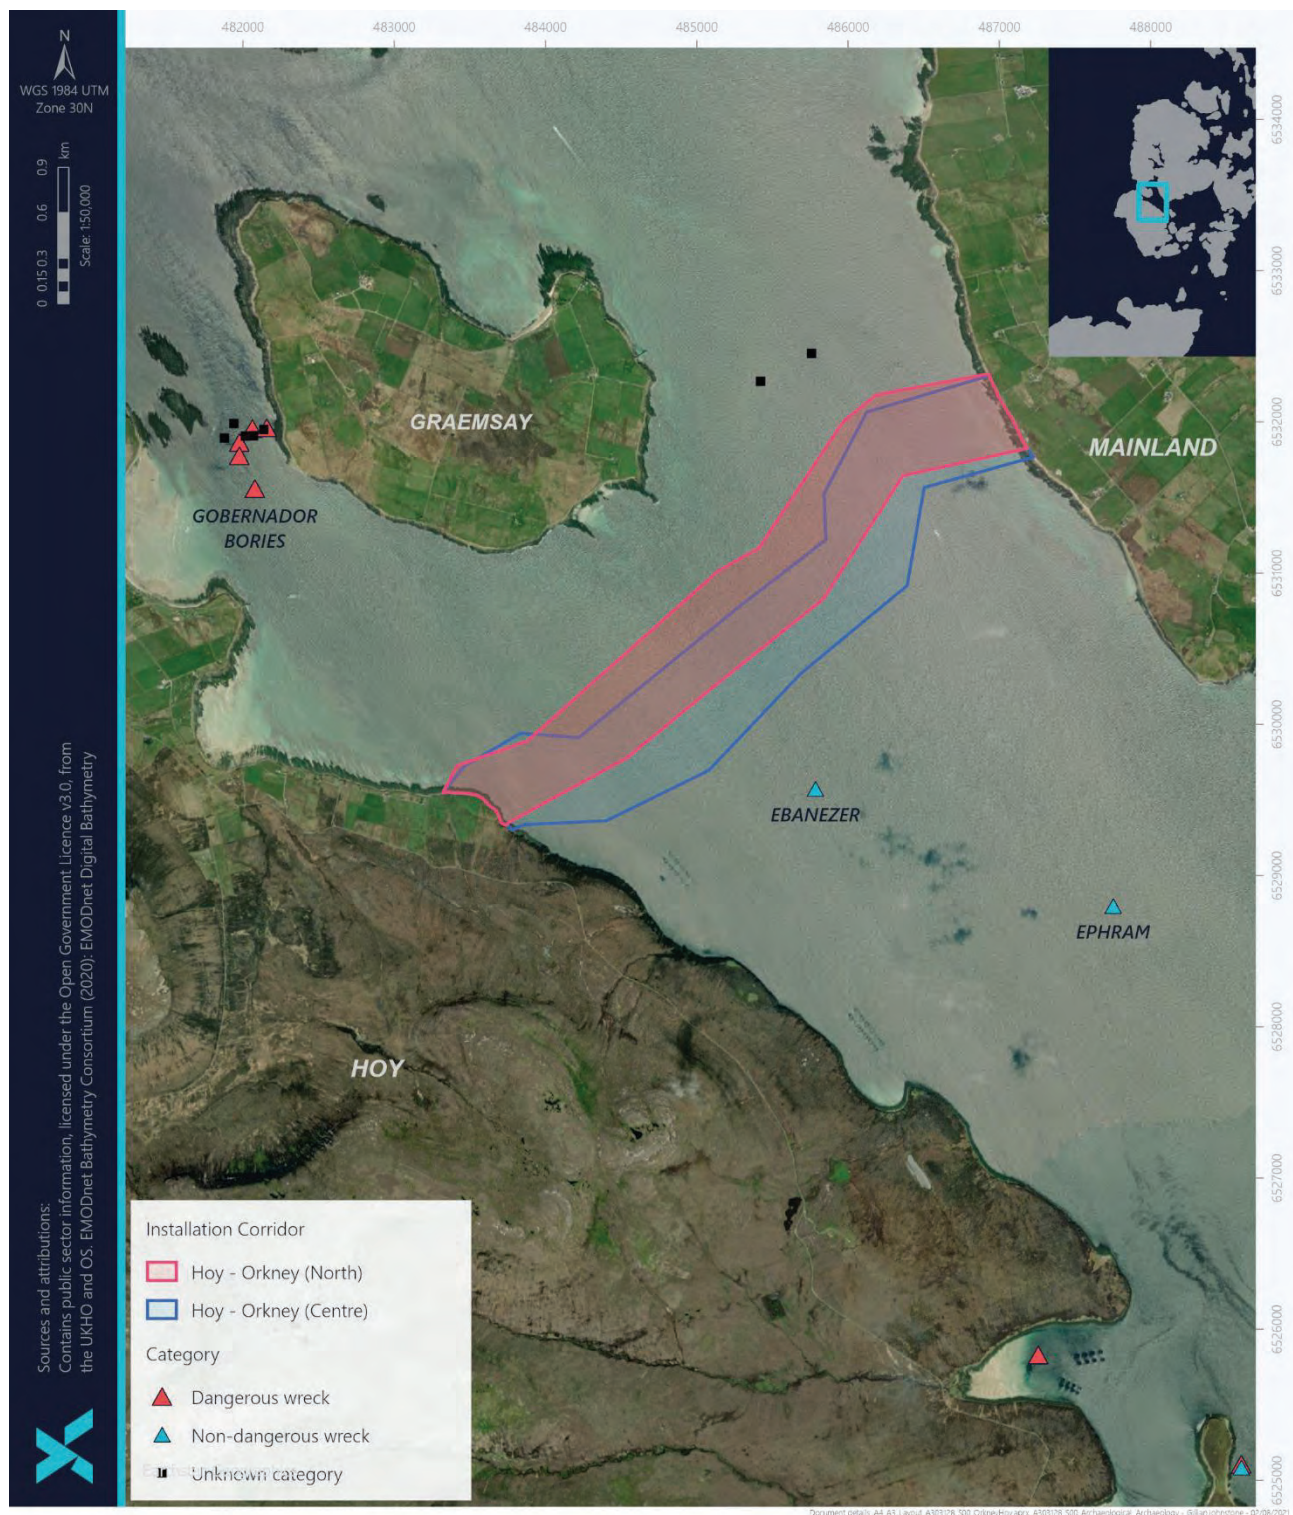 482000 483000 484000 485000 486000 487000 488000
N
WGS 1984 UTM
Zone 30N
km
0 0.15 0.3 0.6 0.9
Scale: 1:50,000
6534000
6533000
6532000
6531000
6530000
6529000
6528000
6527000
6526000
6525000
GRAEMSAY
MAINLAND
GOBERNADOR
BORIES
EBANEZER
EPHRAM
HOY
Sources and attributions:
Contains public sector information, licensed under the Open Government Licence v3.0, from
the UKHO and OS. EMODnet Bathymetry Consortium (2020): EMODnet Digital Bathymetry
Installation Corridor
Hoy - Orkney (North)
Hoy - Orkney (Centre)
Category
Dangerous wreck
Non-dangerous wreck
Unknown category